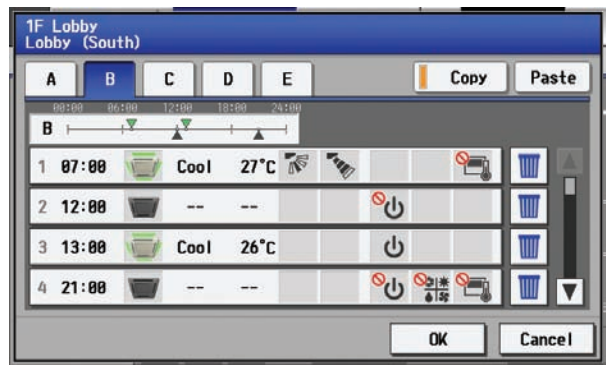 1F Lobby
Lobby (South)
A B C D E Copy Paste
00:00 06:00 12:00 18:00 24:00
B
1 07:00 Cool 27°C
2 12:00 -- --
3 13:00 Cool 26°C
4 21:00 -- --
OK Cancel